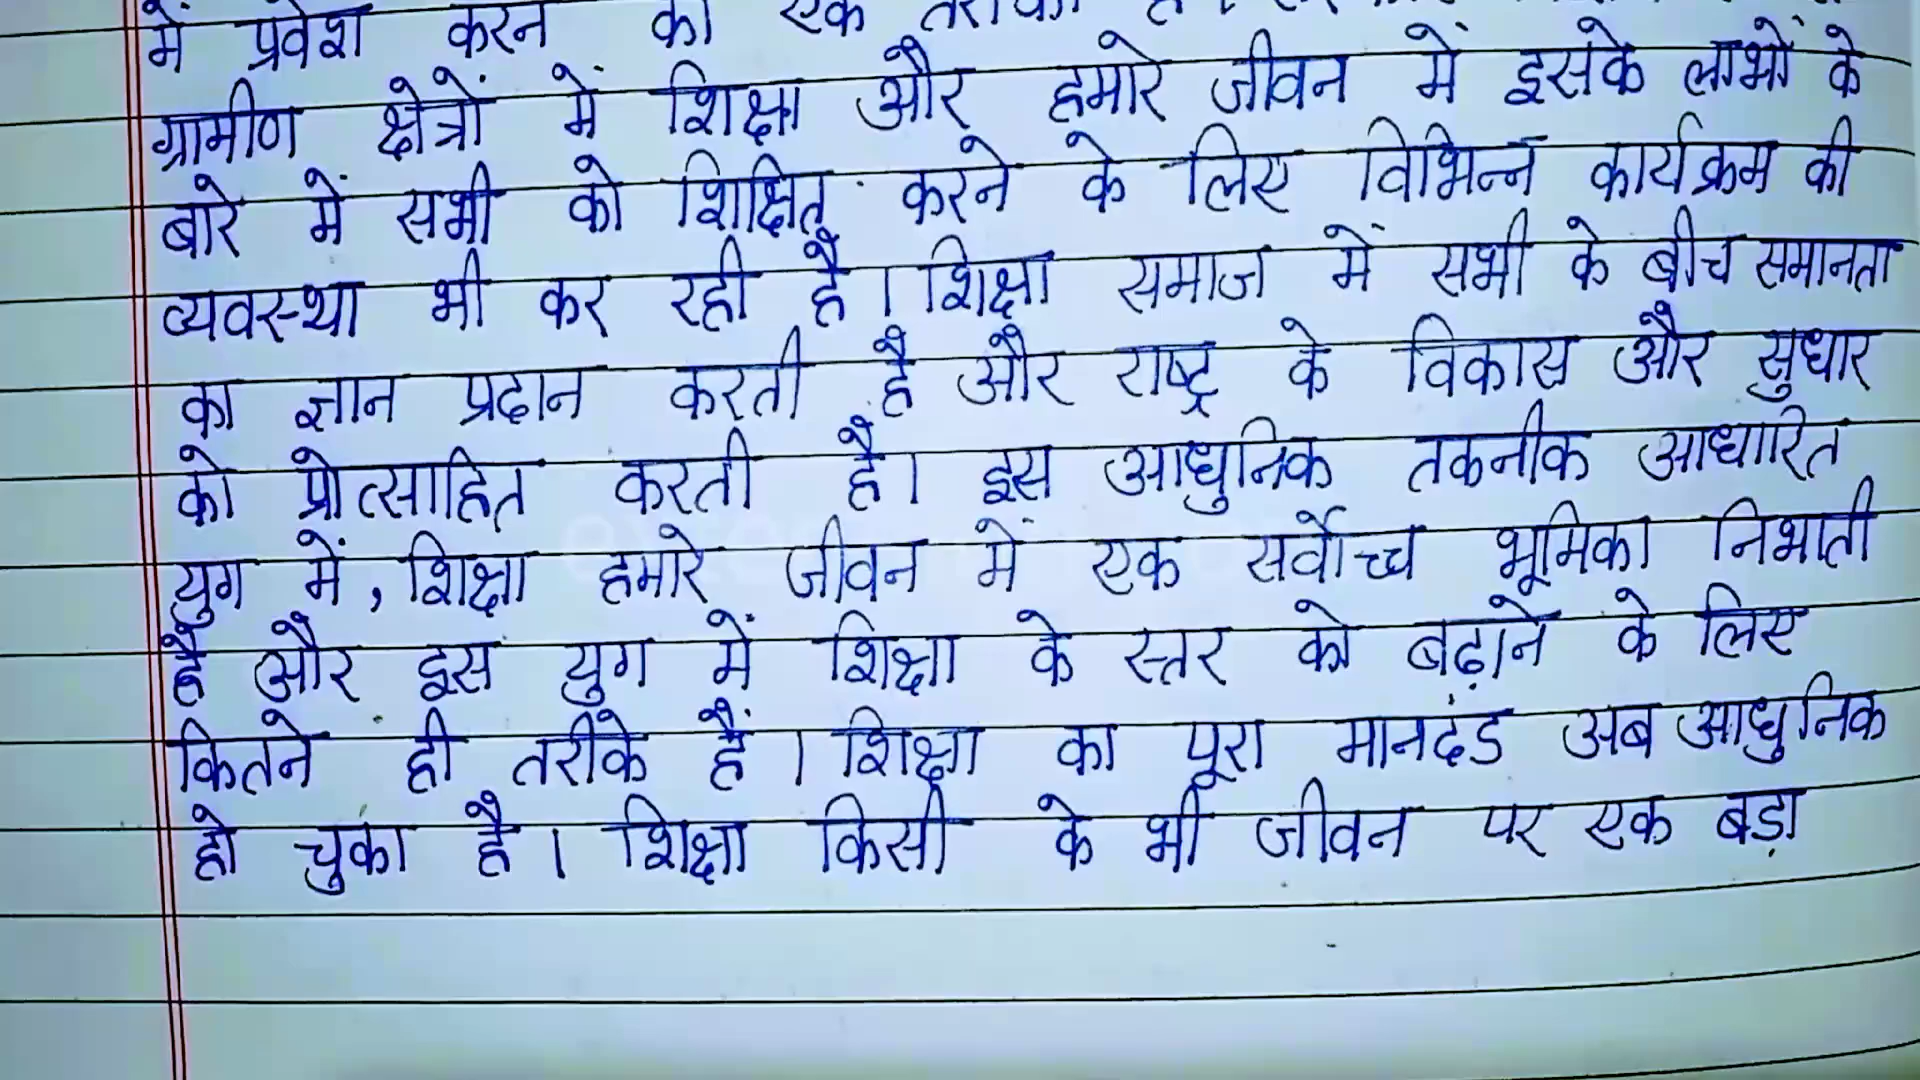 में प्रवेश करन का एक
ग्रामीण क्षेत्रों में शिक्षा और हमारे जीवन में इसके लाभों के
बारे में सभी को शिक्षित करने के लिए विभिन्न कार्यक्रम की
व्यवस्था भी कर रही है । शिक्षा समाज में सभी के बीच समानता
का ज्ञान प्रदान करती है और राष्ट्र के विकास और सुधार
को प्रोत्साहित करती है। इस आधुनिक तकनीक आधारित
युग में, शिक्षा हमारे जीवन में एक सर्वोच्च भूमिका निभाती
है और इस युग में शिक्षा के स्तर को बढ़ाने के लिए
कितने ही तरीके हैं । शिक्षा का पूरा मानदंड अब आधुनिक
हो चुका है । शिक्षा किसी के भी जीवन पर एक बड़ा